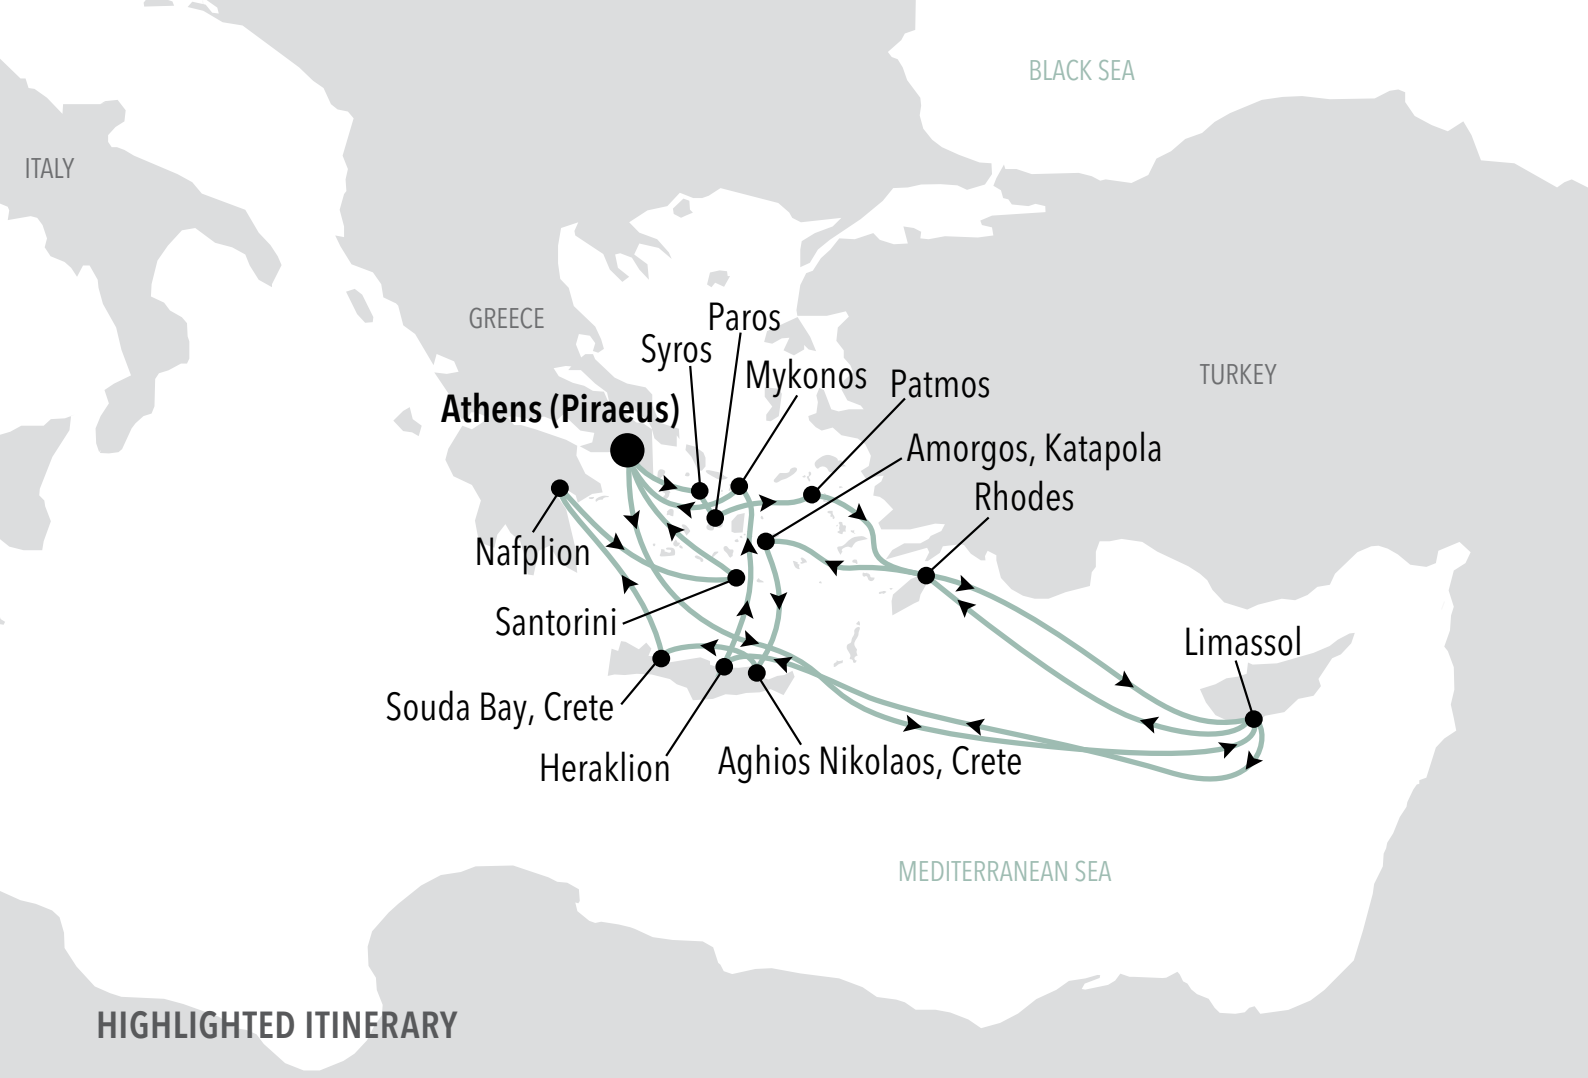 BLACK SEA
ITALY
GREECE
Paros
Syros
Mykonos
TURKEY
Patmos
Athens (Piraeus)
Amorgos, Katapola
Rhodes
Nafplion
Santorini
Limassol
Souda Bay, Crete
Heraklion
Aghios Nikolaos, Crete
MEDITERRANEAN SEA
HIGHLIGHTED ITINERARY